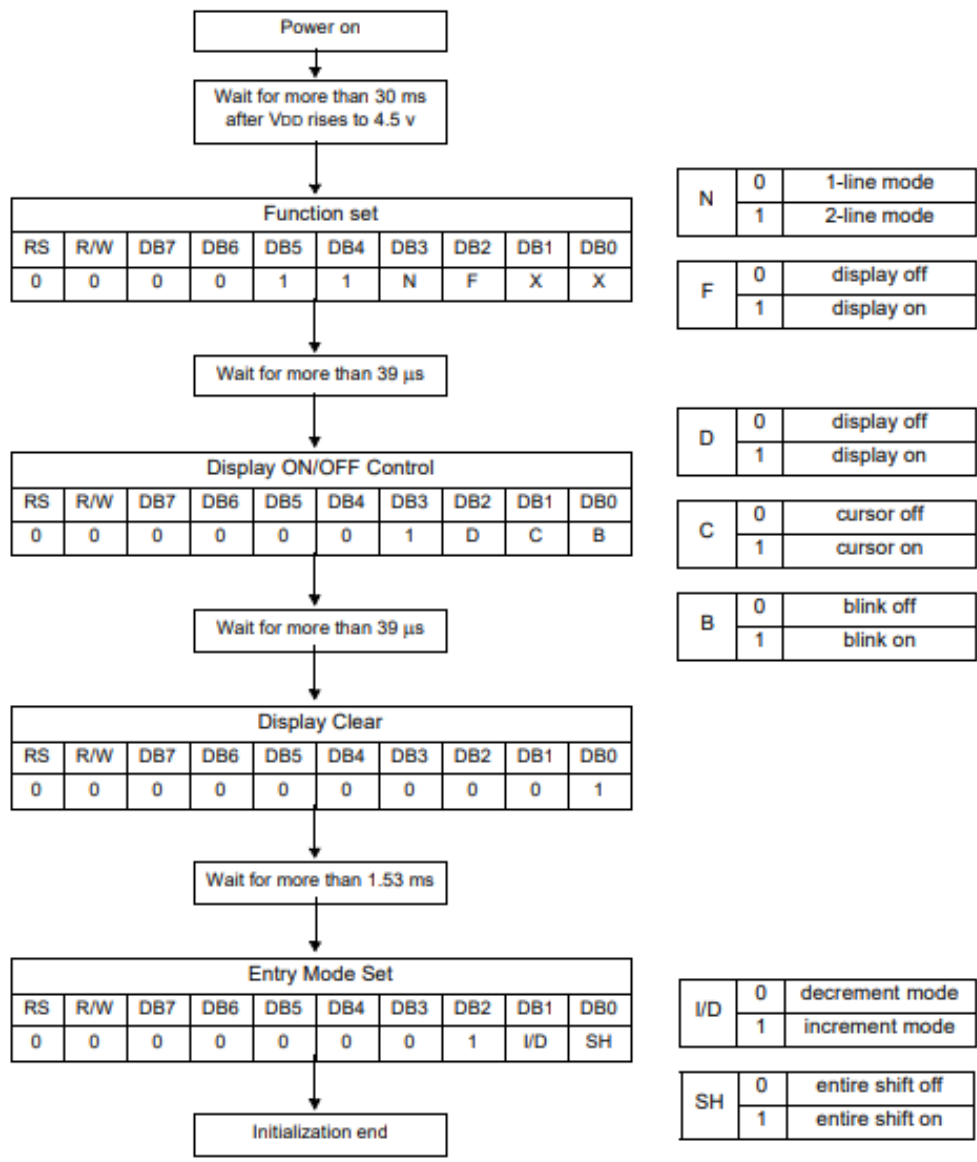 Power on
Wait for more than 30 ms
after VDD rises to 4.5 v
Function set
RS R/W DB7 DB6 DB5 DB4 DB3 DB2 DB1 DB0
0 0 0 0 1 1 N F X X
N 0 1-line mode
1 2-line mode
F 0 display off
1 display on
Wait for more than 39 μs
Display ON/OFF Control
RS R/W DB7 DB6 DB5 DB4 DB3 DB2 DB1 DB0
0 0 0 0 0 0 1 D C B
D 0 display off
1 display on
C 0 cursor off
1 cursor on
B 0 blink off
1 blink on
Wait for more than 39 μs
Display Clear
RS R/W DB7 DB6 DB5 DB4 DB3 DB2 DB1 DB0
0 0 0 0 0 0 0 0 0 1
Wait for more than 1.53 ms
Entry Mode Set
RS R/W DB7 DB6 DB5 DB4 DB3 DB2 DB1 DB0
0 0 0 0 0 0 0 1 I/D SH
I/D 0 decrement mode
1 increment mode
SH 0 entire shift off
1 entire shift on
Initialization end